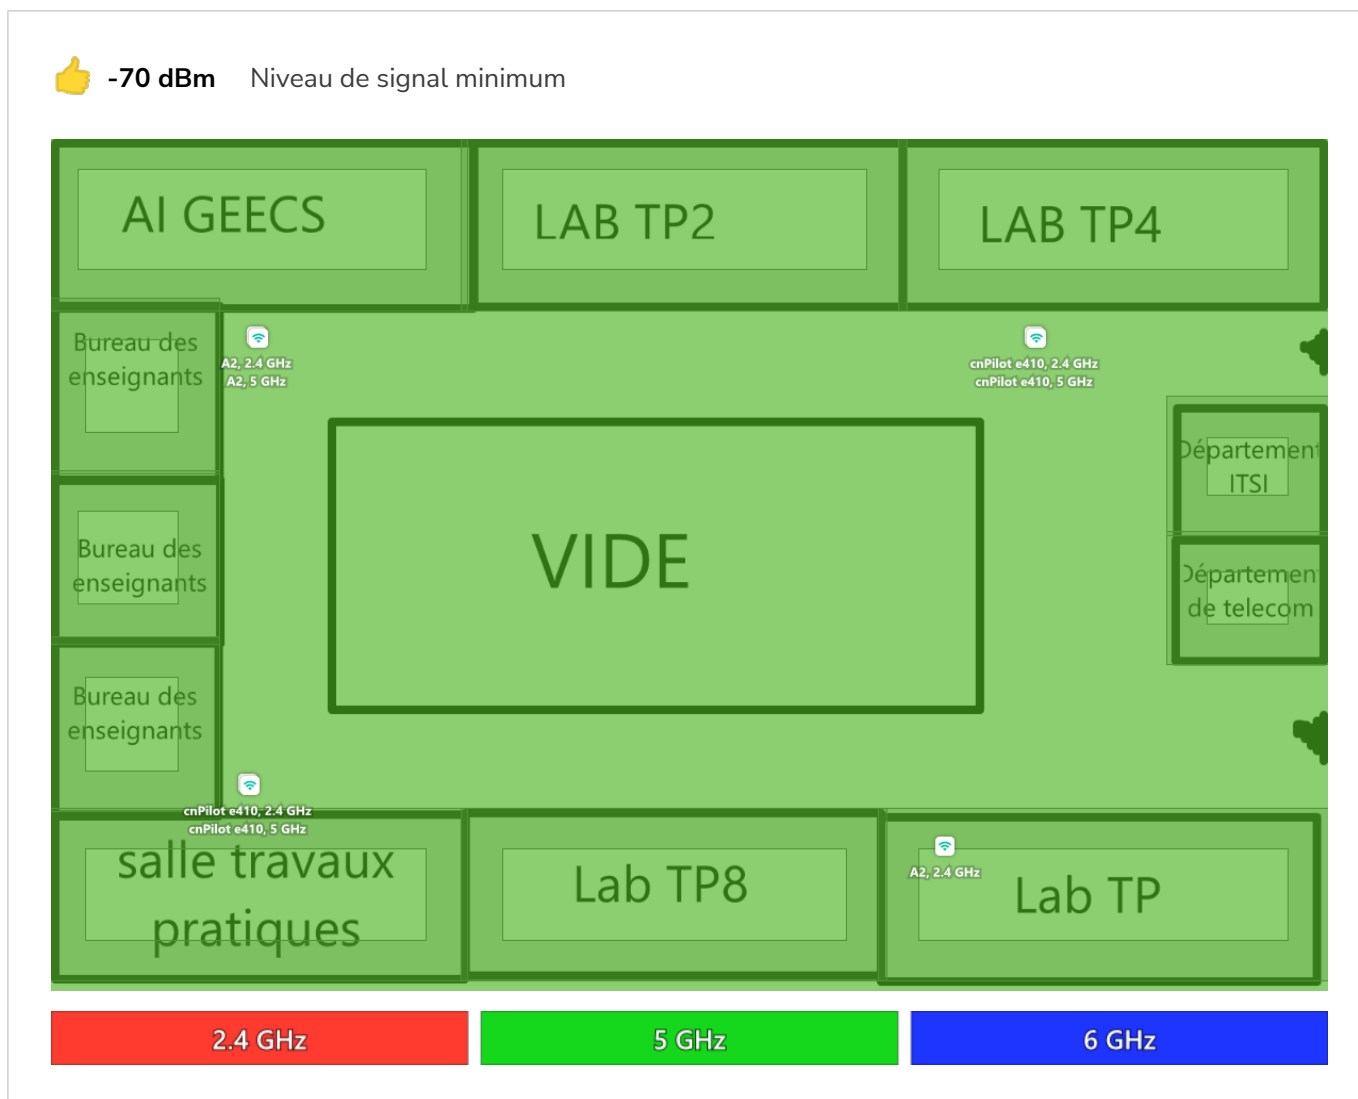 -70 dBm Niveau de signal minimum
AI GEECS
LAB TP2
LAB TP4
Bureau des
enseignants
A2, 2.4 GHz
A2, 5 GHz
cnPilot e410, 2.4 GHz
cnPilot e410, 5 GHz
Département
ITSI
VIDE
Bureau des
enseignants
Département
de telecom
Bureau des
enseignants
cnPilot e410, 2.4 GHz
cnPilot e410, 5 GHz
salle travaux
pratiques
Lab TP8
A2, 2.4 GHz
Lab TP
2.4 GHz
5 GHz
6 GHz